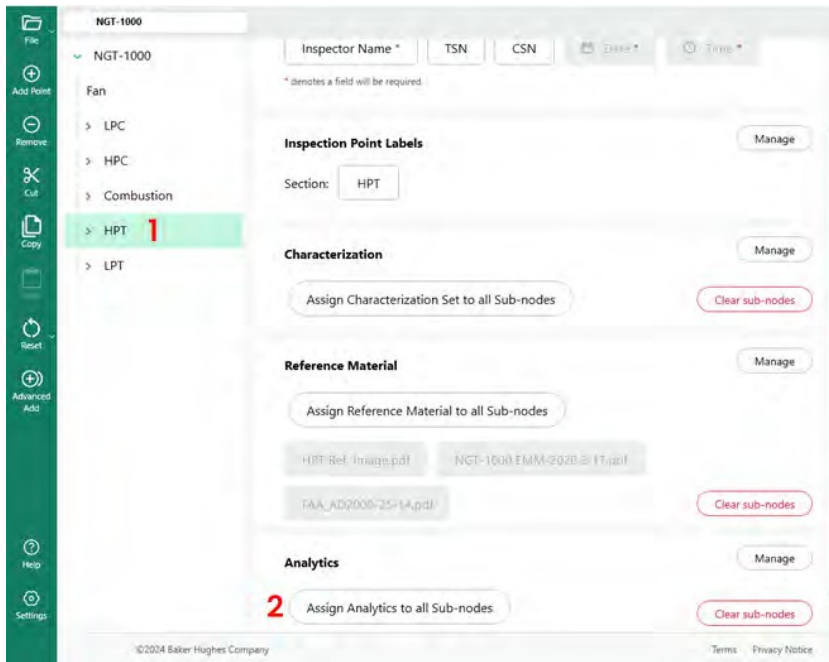 NGT-1000
File
Add Point
Remove
Cut
Copy
Reset
Advanced
Add
Help
Settings
NGT-1000
Fan
LPC
HPC
Combustion
HPT 1
LPT
Inspector Name * TSN CSN Date * Time *
* denotes a field will be required.
Inspection Point Labels Manage
Section: HPT
Characterization Manage
Assign Characterization Set to all Sub-nodes Clear sub-nodes
Reference Material Manage
Assign Reference Material to all Sub-nodes
HPT Ref. Image.pdf
FAA_AD2000-25-14.pdf Clear sub-nodes
Analytics Manage
2 Assign Analytics to all Sub-nodes Clear sub-nodes
©2024 Baker Hughes Company Terms Privacy Notice